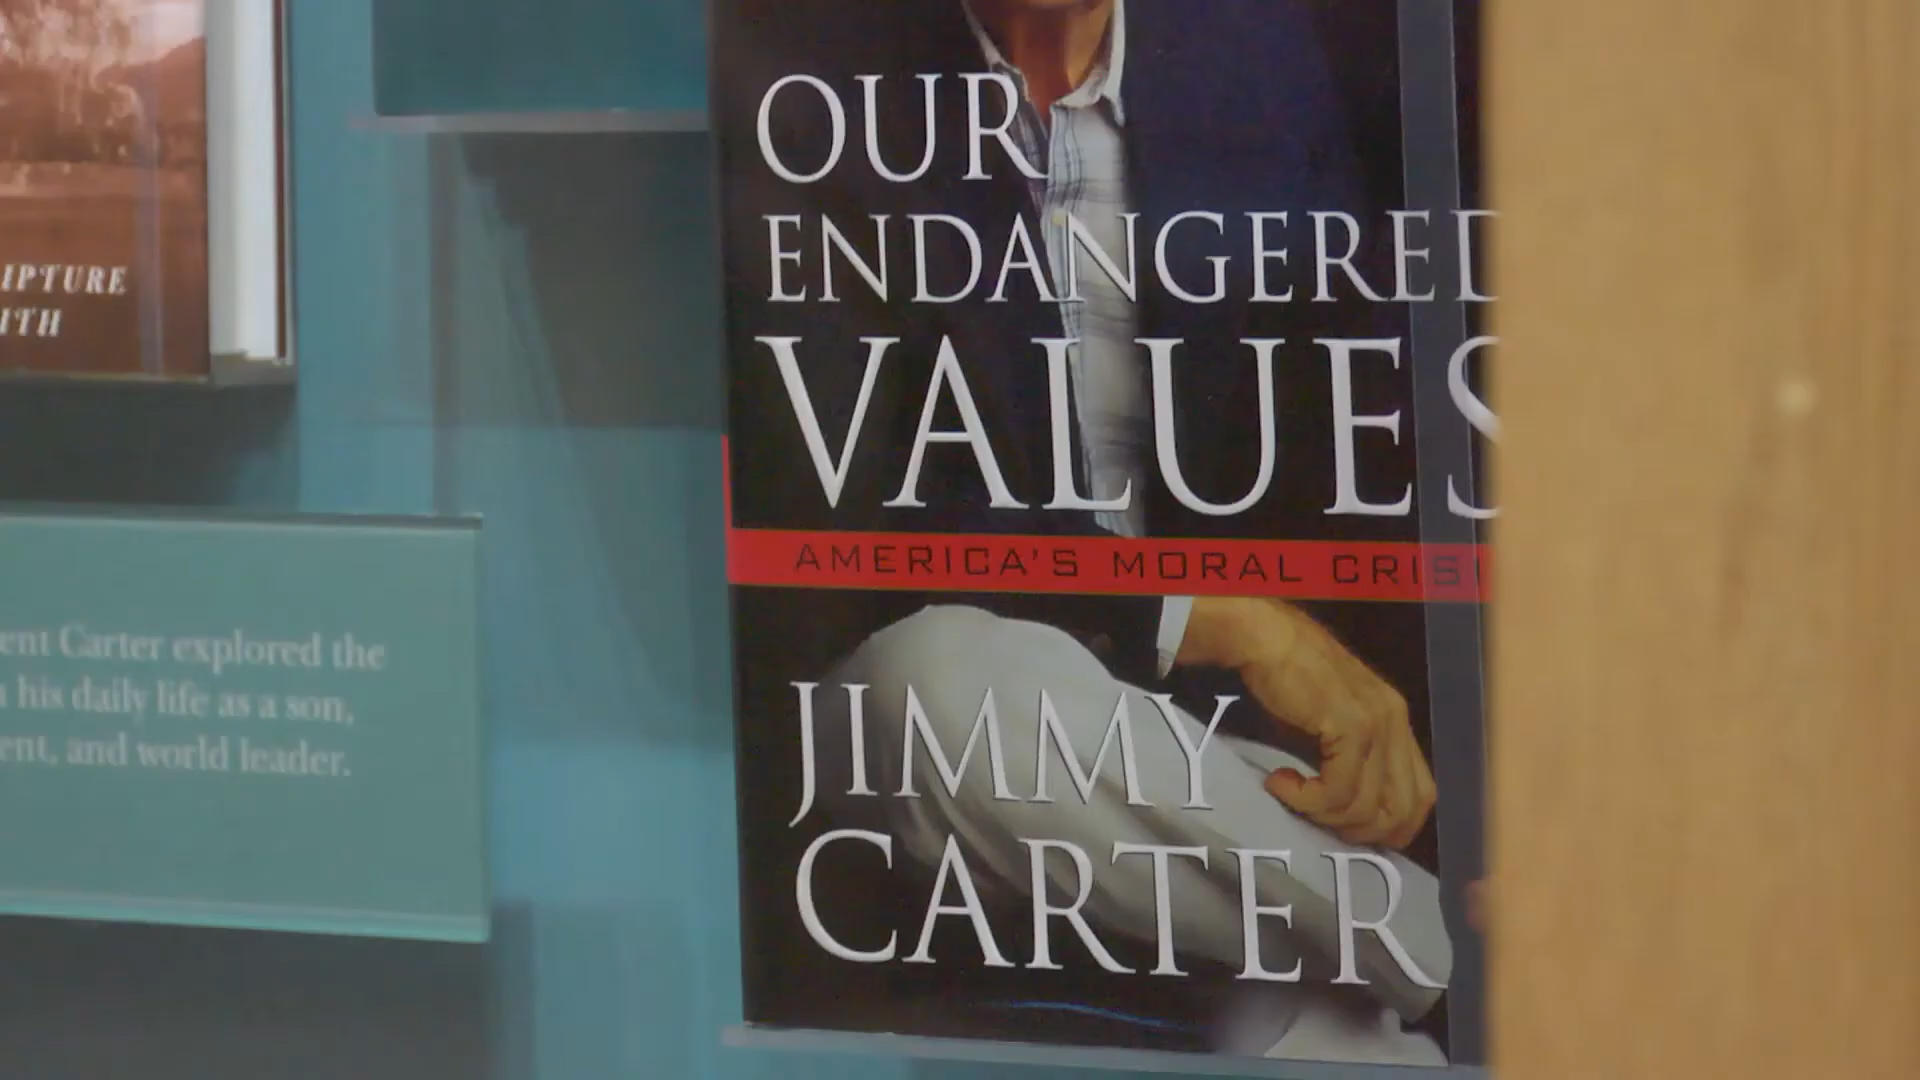 OUR
ENDANGERED
VALUES
AMERICA'S MORAL CRISI
JIMMY
CARTER
IPTURE
ITH
ent Carter explored the
his daily life as a son,
ent, and world leader.